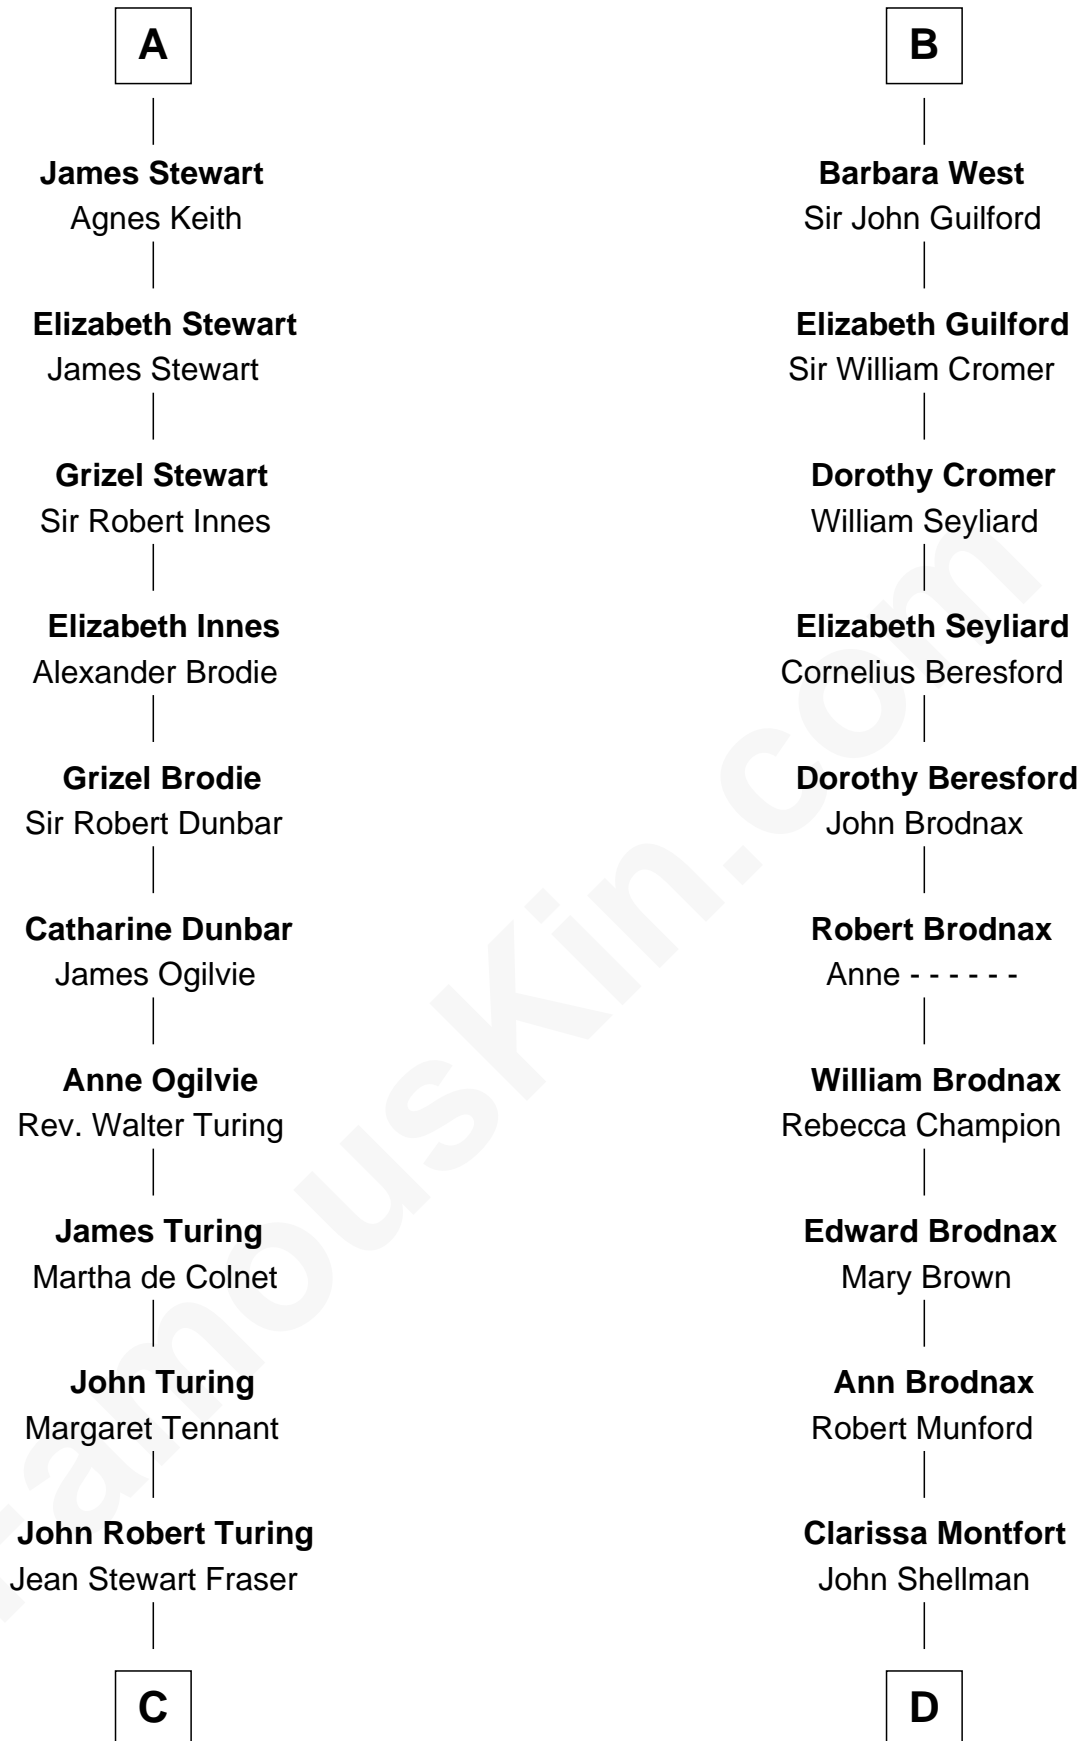 A
James Stewart
Agnes Keith
Elizabeth Stewart
James Stewart
Grizel Stewart
Sir Robert Innes
Elizabeth Innes
Alexander Brodie
Grizel Brodie
Sir Robert Dunbar
Catharine Dunbar
James Ogilvie
Anne Ogilvie
Rev. Walter Turing
James Turing
Martha de Colnet
John Turing
Margaret Tennant
John Robert Turing
Jean Stewart Fraser
C
B
Barbara West
Sir John Guilford
Elizabeth Guilford
Sir William Cromer
Dorothy Cromer
William Seyliard
Elizabeth Seyliard
Cornelius Beresford
Dorothy Beresford
John Brodnax
Robert Brodnax
Anne - - - - - -
William Brodnax
Rebecca Champion
Edward Brodnax
Mary Brown
Ann Brodnax
Robert Munford
Clarissa Montfort
John Shellman
D
FamousKin.com